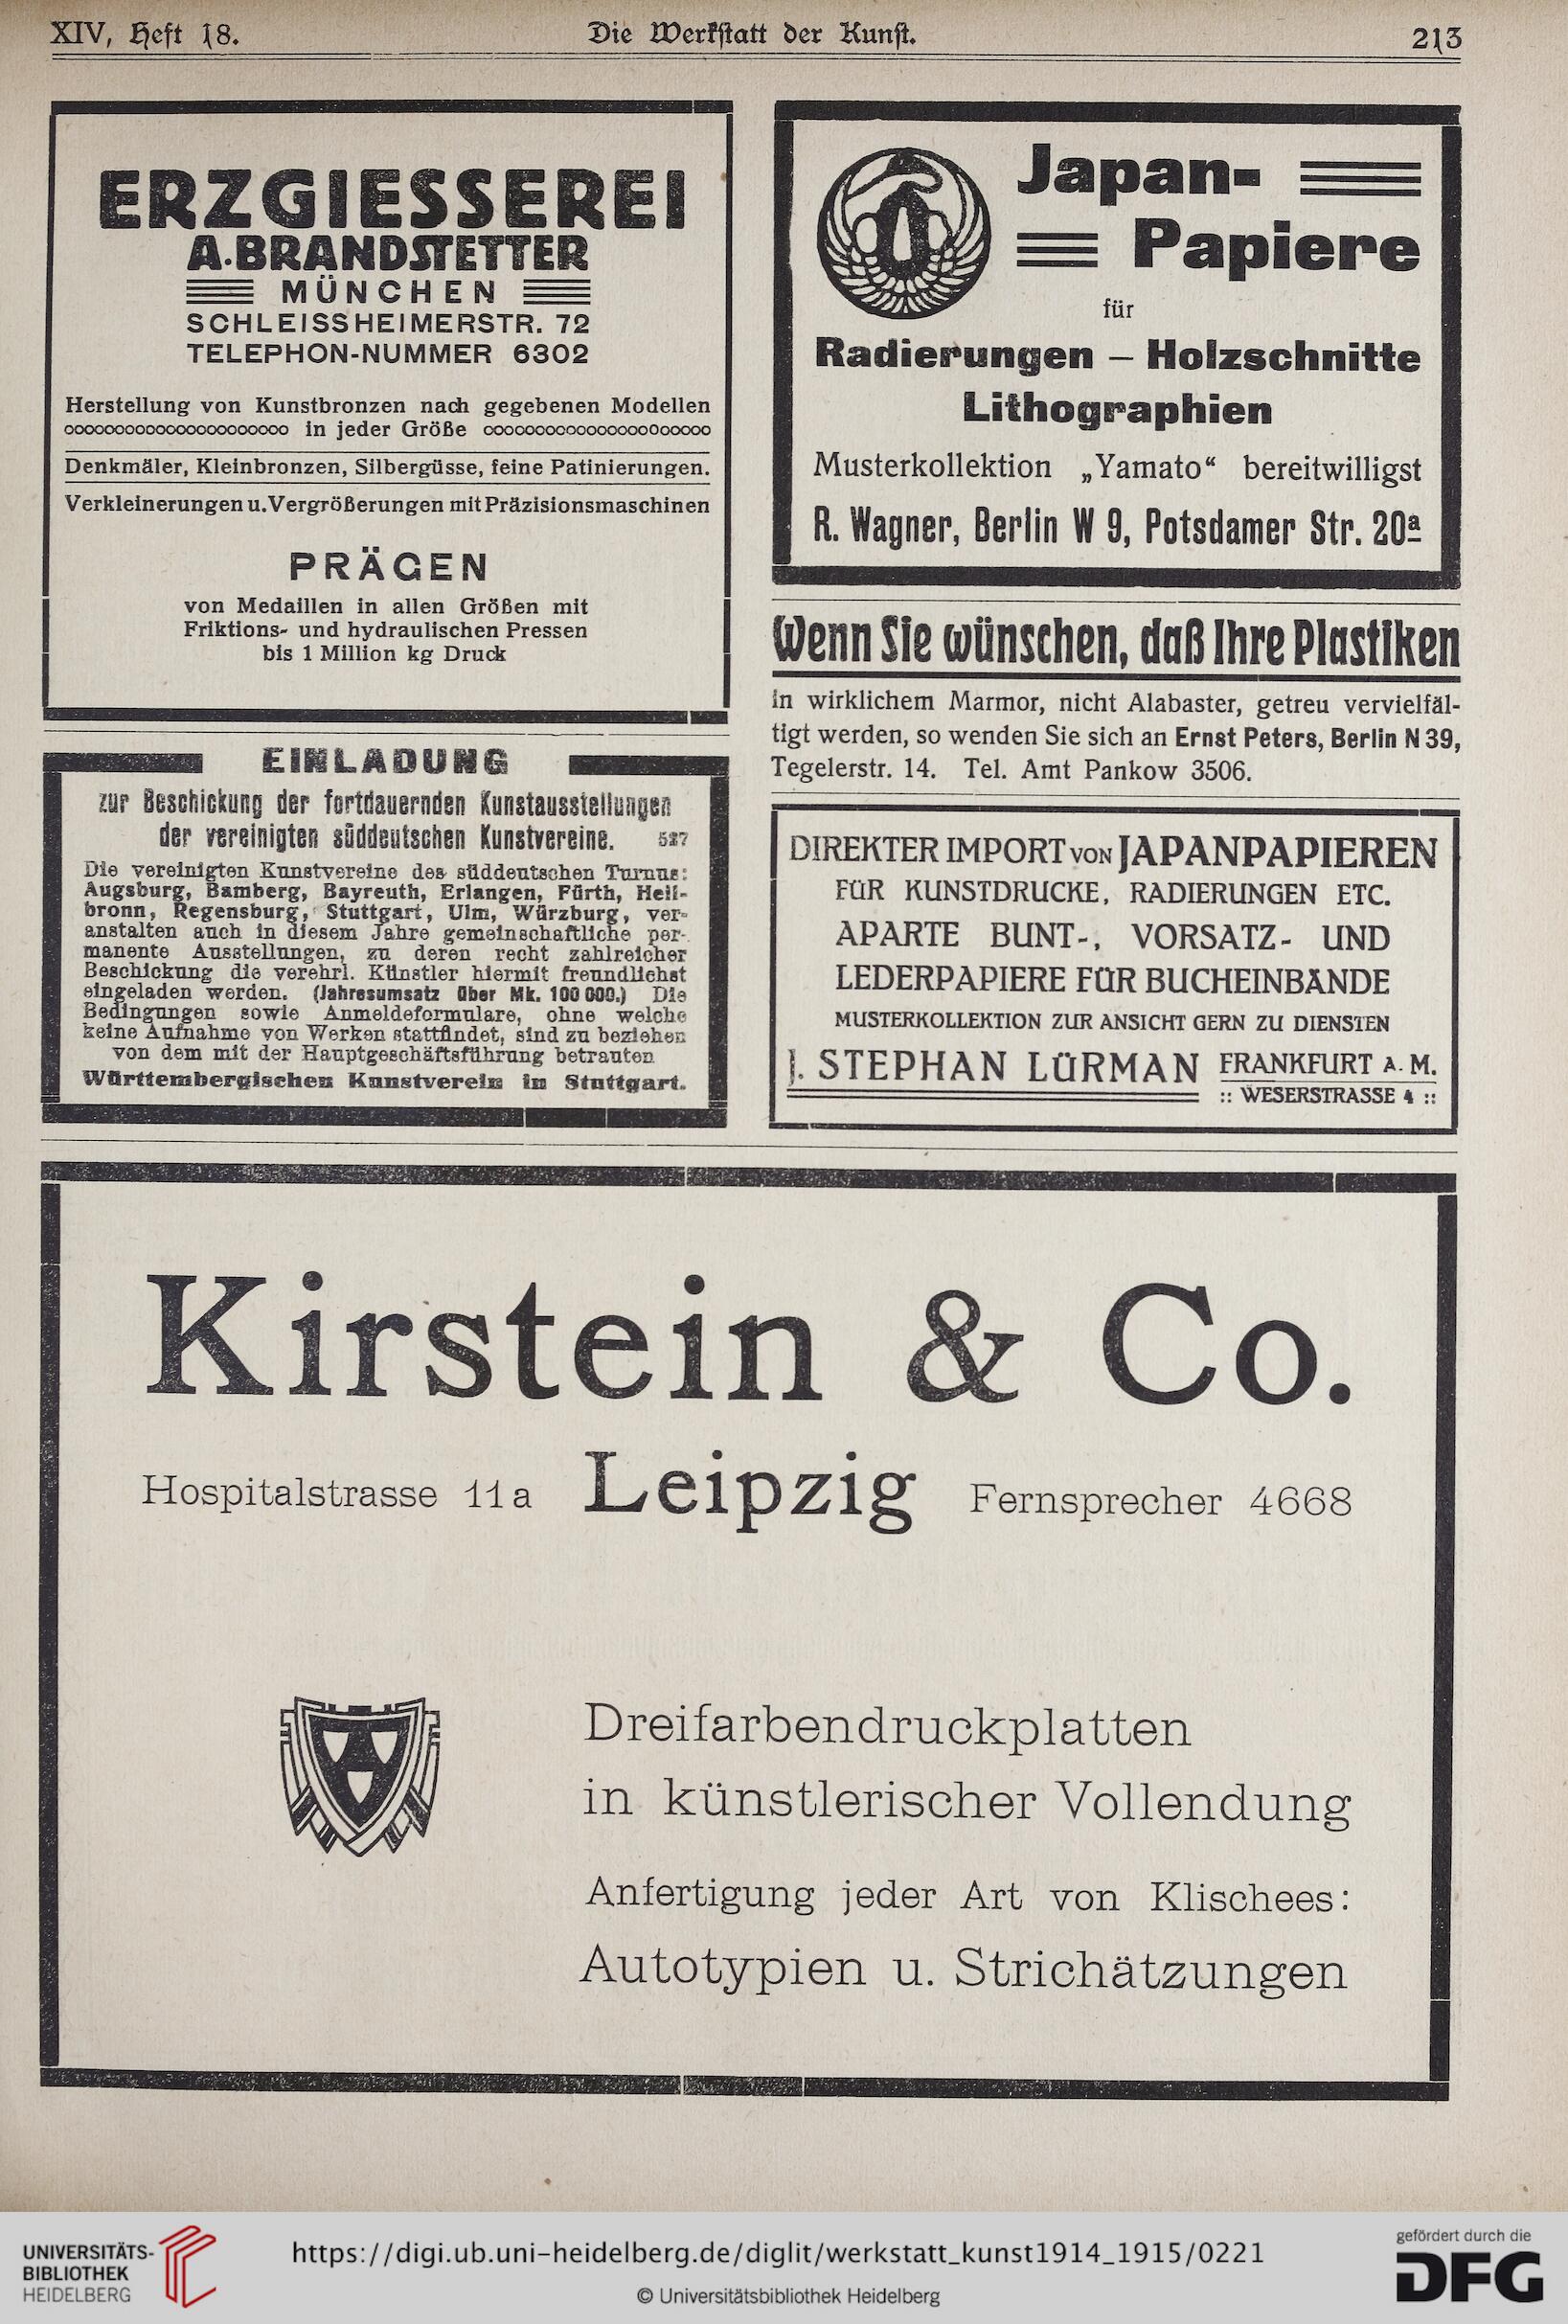 XIV, Heft 18.
Die Werkstatt der Kunst.
213
ERZGIESSEREI
A. BRANDSTETTER
MÜNCHEN
SCHLEISSHEIMERSTR. 72
TELEPHON-NUMMER 6302
Herstellung von Kunstbronzen nach gegebenen Modellen
in jeder Größe
Denkmäler, Kleinbronzen, Silbergüsse, feine Patinierungen.
Verkleinerungen u. Vergrößerungen mit Präzisionsmaschinen
PRÄGEN
von Medaillen in allen Größen mit
Friktions- und hydraulischen Pressen
bis 1 Million kg Druck
EINLADUNG
zur Beschickung der fortdauernden Kunstausstellungen
der vereinigten süddeutschen Kunstvereine. 527
Die vereinigten Kunstvereine des süddeutschen Turnus:
Augsburg, Bamberg, Bayreuth, Erlangen, Fürth, Heil-
bronn, Regensburg, Stuttgart, Ulm, Würzburg, ver-
anstalten auch in diesem Jahre gemeinschaftliche per-
manente Ausstellungen, zu deren recht zahlreicher
Beschickung die verehrl. Künstler hiermit freundlichst
eingeladen werden. (Jahresumsatz über Mk. 100 000.) Die
Bedingungen sowie Anmeldeformulare, ohne welche
keine Aufnahme von Werken stattfindet, sind zu beziehen
von dem mit der Hauptgeschäftsführung betrauten
Württembergischen Kunstverein in Stuttgart.
Japan-
Papiere
für
Radierungen – Holzschnitte
Lithographien
Musterkollektion „Yamato“ bereitwilligst
R. Wagner, Berlin W 9, Potsdamer Str. 20a
Wenn Sie wünschen, daß Ihre Plastiken
in wirklichem Marmor, nicht Alabaster, getreu vervielfäl-
tigt werden, so wenden Sie sich an Ernst Peters, Berlin N 39,
Tegelerstr. 14. Tel. Amt Pankow 3506.
DIREKTER IMPORT VON JAPANPAPIEREN
FÜR KUNSTDRUCKE, RADIERUNGEN ETC.
APARTE BUNT-, VORSATZ- UND
LEDERPAPIERE FÜR BUCHEINBÄNDE
MUSTERKOLLEKTION ZUR ANSICHT GERN ZU DIENSTEN
J. STEPHAN LÜRMAN FRANKFURT A. M.
:: WESERSTRASSE 4 ::
Kirstein & Co.
Hospitalstrasse 11a Leipzig Fernsprecher 4668
Dreifarbendruckplatten
in künstlerischer Vollendung
Anfertigung jeder Art von Klischees:
Autotypien u. Strichätzungen
UNIVERSITÄTS-
BIBLIOTHEK
HEIDELBERG
https://digi.ub.uni-heidelberg.de/diglit/werkstatt_kunst1914_1915/0221
© Universitätsbibliothek Heidelberg
gefördert durch die
DFG